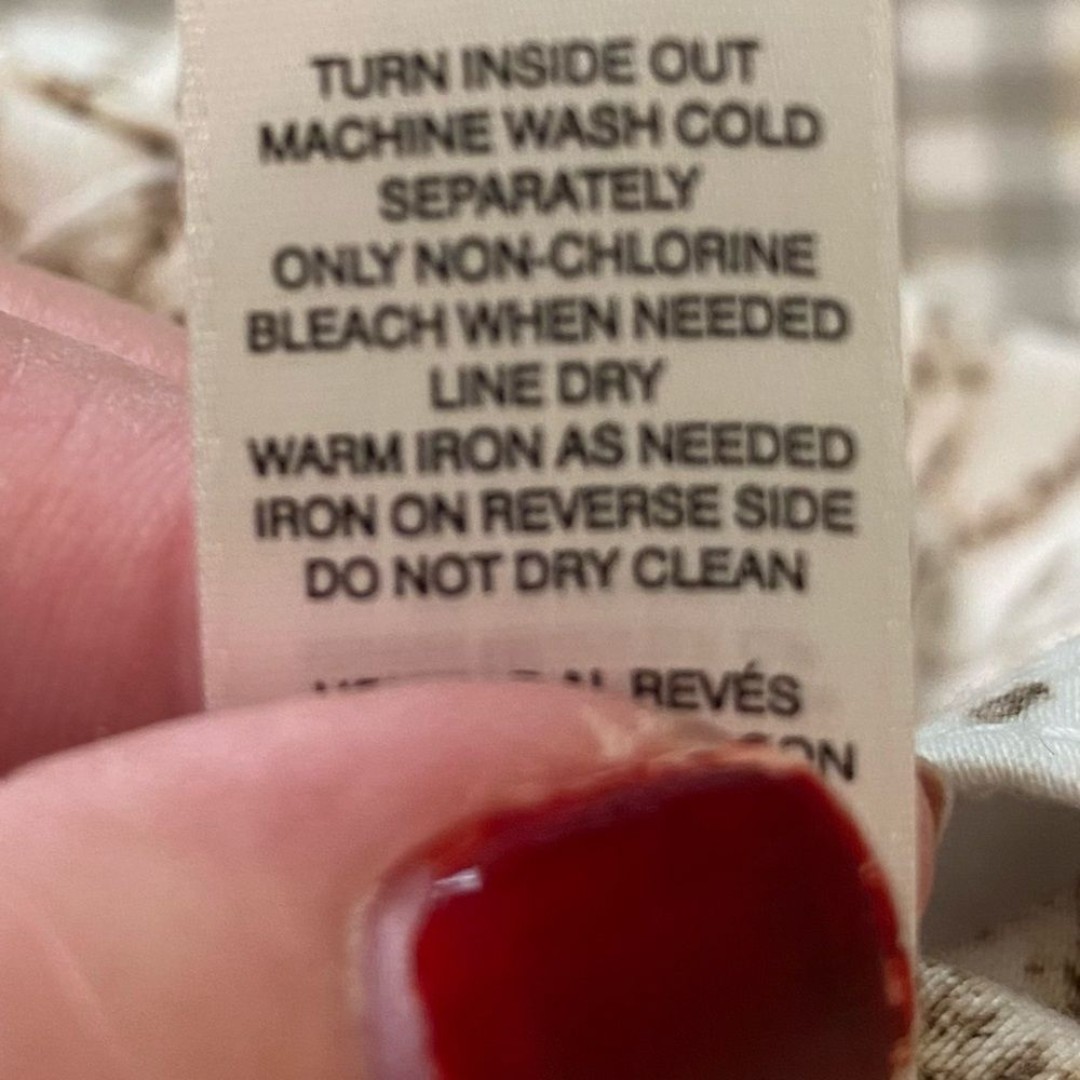 TURN INSIDE OUT
MACHINE WASH COLD
SEPARATELY
ONLY NON-CHLORINE
BLEACH WHEN NEEDED
LINE DRY
WARM IRON AS NEEDED
IRON ON REVERSE SIDE
DO NOT DRY CLEAN
AL REVÉS